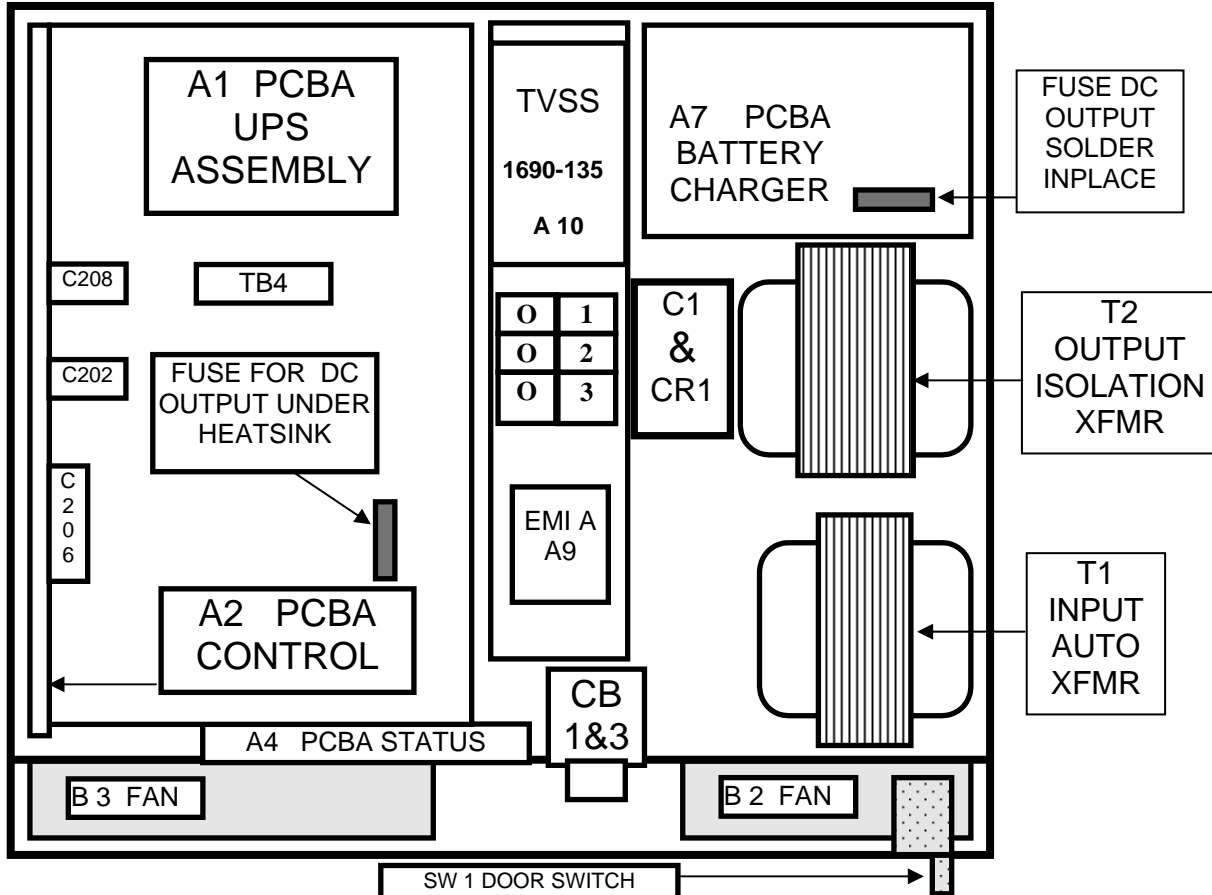 A1 PCBA
UPS
ASSEMBLY
TVSS
1690-135
A 10
A7 PCBA
BATTERY
CHARGER
FUSE DC
OUTPUT
SOLDER
INPLACE
C208
TB4
O 1
O 2
O 3
C1
&
CR1
T2
OUTPUT
ISOLATION
XFMR
C202
FUSE FOR DC
OUTPUT UNDER
HEATSINK
C
2
0
6
EMI A
A9
A2 PCBA
CONTROL
T1
INPUT
AUTO
XFMR
CB
1&3
A4 PCBA STATUS
B 3 FAN
B 2 FAN
SW 1 DOOR SWITCH